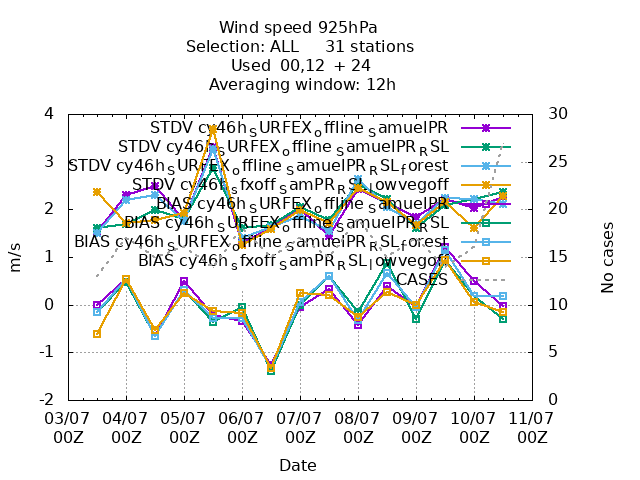 Wind speed 925hPa
Selection: ALL 31 stations
Used 00,12 + 24
Averaging window: 12h
STDV cy46h_SURFEX_offline_samuelPR
STDV cy46h_SURFEX_offline_samuelPR_RSL
STDV cy46h_SURFEX_offline_samuelPR_RSL_forest
STDV cy46h_sfxoff_samPR_RSL_lowvegoff
BIAS cy46h_SURFEX_offline_samuelPR
BIAS cy46h_SURFEX_offline_samuelPR_RSL
BIAS cy46h_SURFEX_offline_samuelPR_RSL_forest
BIAS cy46h_sfxoff_samPR_RSL_lowvegoff
CASES
4
3
2
1
0
-1
-2
m/s
30
25
20
15
10
5
0
No cases
03/07 04/07 05/07 06/07 07/07 08/07 09/07 10/07 11/07
00Z 00Z 00Z 00Z 00Z 00Z 00Z 00Z 00Z
Date